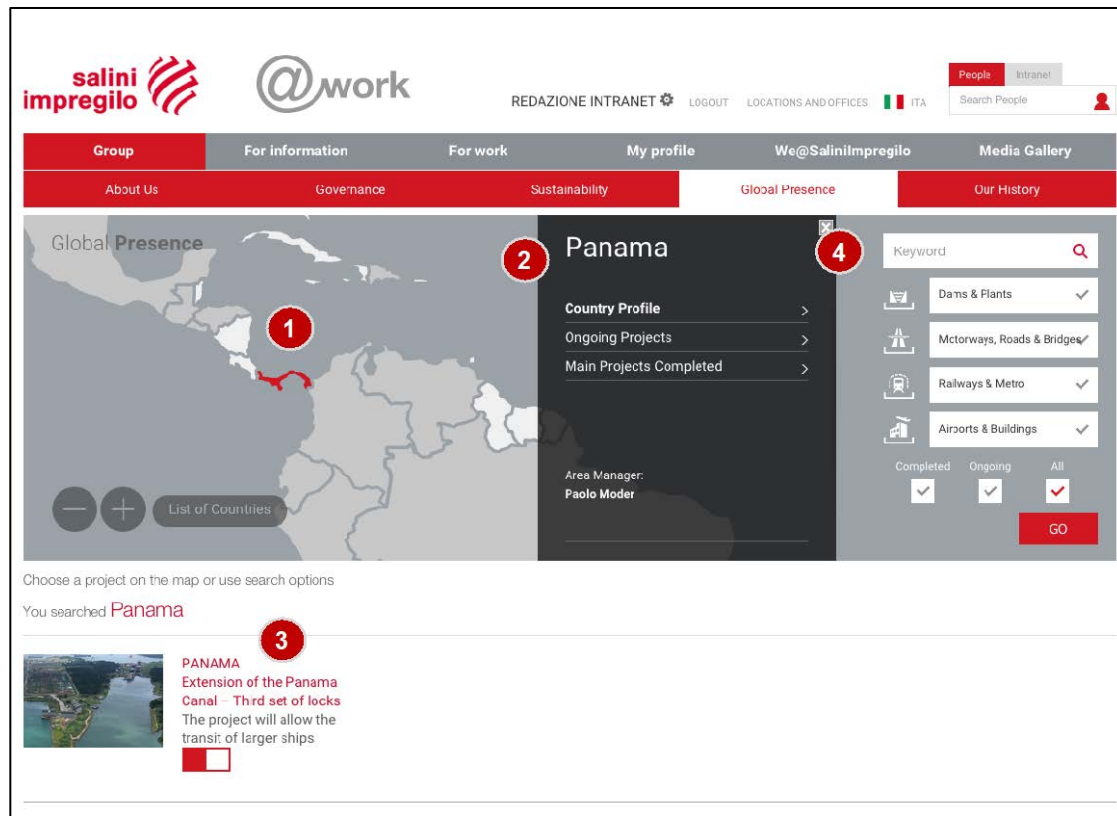 salini
impregilo
@work
REDAZIONE INTRANET
LOGOUT
LOCATIONS AND OFFICES
ITA
People
Intranet
Search People
Group
For information
For work
My profile
We@SaliniImpregilo
Media Gallery
About Us
Governance
Sustainability
Global Presence
Our History
Global Presence
1
List of Countries
2
Panama
Country Profile
Ongoing Projects
Main Projects Completed
Area Manager:
Paolo Moder
4
Keyword
Dams & Plants
Motorways, Roads & Bridges
Railways & Metro
Airports & Buildings
Completed
Ongoing
All
GO
Choose a project on the map or use search options
You searched Panama
3
PANAMA
Extension of the Panama
Canal – Third set of locks
The project will allow the
transit of larger ships